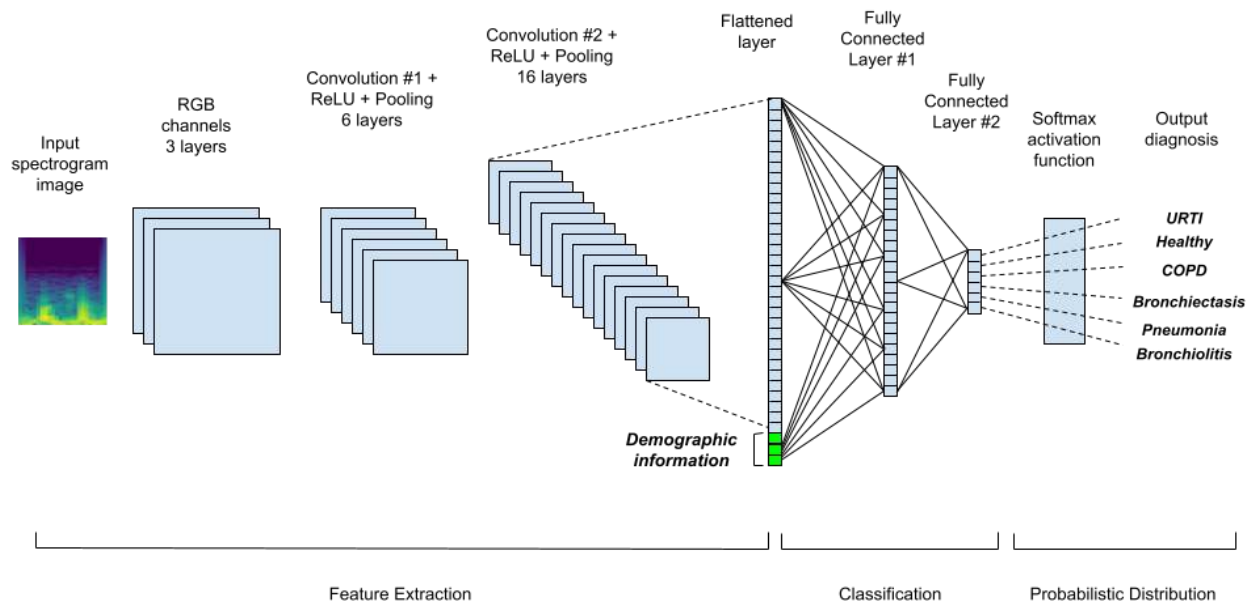 Input
spectrogram
image
RGB
channels
3 layers
Convolution #1 +
ReLU + Pooling
6 layers
Convolution #2 +
ReLU + Pooling
16 layers
Flattened
layer
Fully
Connected
Layer #1
Fully
Connected
Layer #2
Softmax
activation
function
Output
diagnosis
URTI
Healthy
COPD
Bronchiectasis
Pneumonia
Bronchiolitis
Demographic
information
Feature Extraction
Classification
Probabilistic Distribution